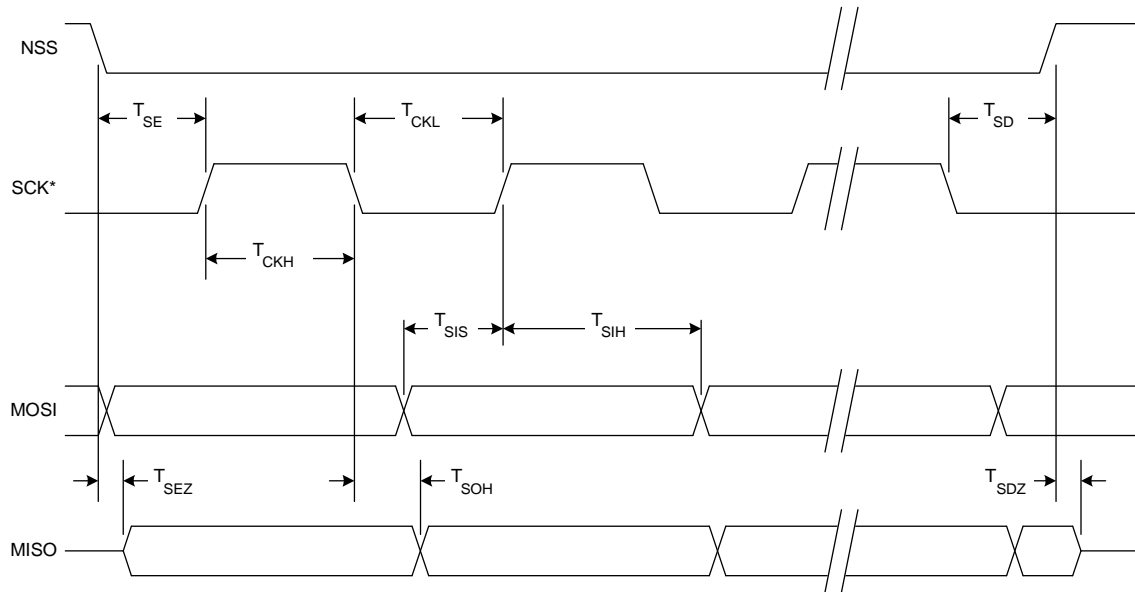 NSS
T_SE
T_CKL
T_SD
SCK*
T_CKH
T_SIS
T_SIH
MOSI
T_SEZ
T_SOH
T_SDZ
MISO